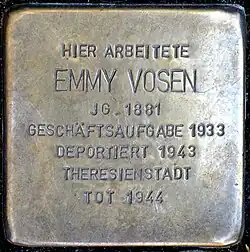 HIER ARBEITETE
EMMY VOSEN
JG. 1881
GESCHÄFTSAUFGABE 1933
DEPORTIERT 1943
THERESIENSTADT
TOT 1944